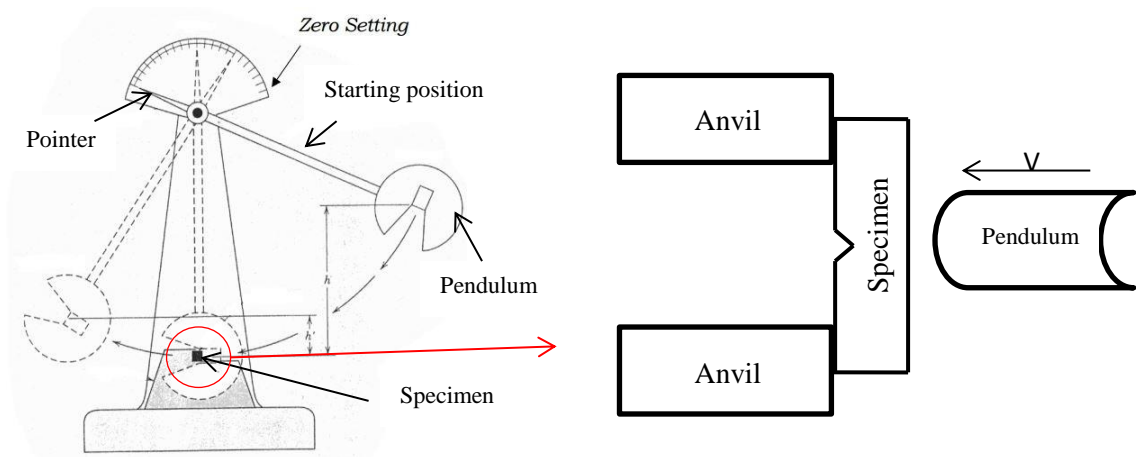 Zero Setting
Starting position
Pointer
Pendulum
h
h'
Specimen
Anvil
Specimen
V
Pendulum
Anvil